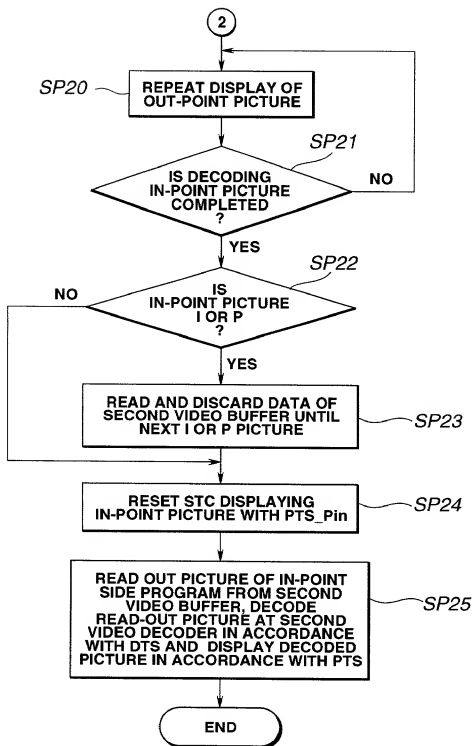 2
SP20
REPEAT DISPLAY OF
OUT-POINT PICTURE
SP21
IS DECODING
IN-POINT PICTURE
COMPLETED
?
NO
YES
SP22
IS
IN-POINT PICTURE
I OR P
?
NO
YES
READ AND DISCARD DATA OF
SECOND VIDEO BUFFER UNTIL
NEXT I OR P PICTURE
SP23
RESET STC DISPLAYING
IN-POINT PICTURE WITH PTS_Pin
SP24
READ OUT PICTURE OF IN-POINT
SIDE PROGRAM FROM SECOND
VIDEO BUFFER, DECODE
READ-OUT PICTURE AT SECOND
VIDEO DECODER IN ACCORDANCE
WITH DTS AND DISPLAY DECODED
PICTURE IN ACCORDANCE WITH PTS
SP25
END